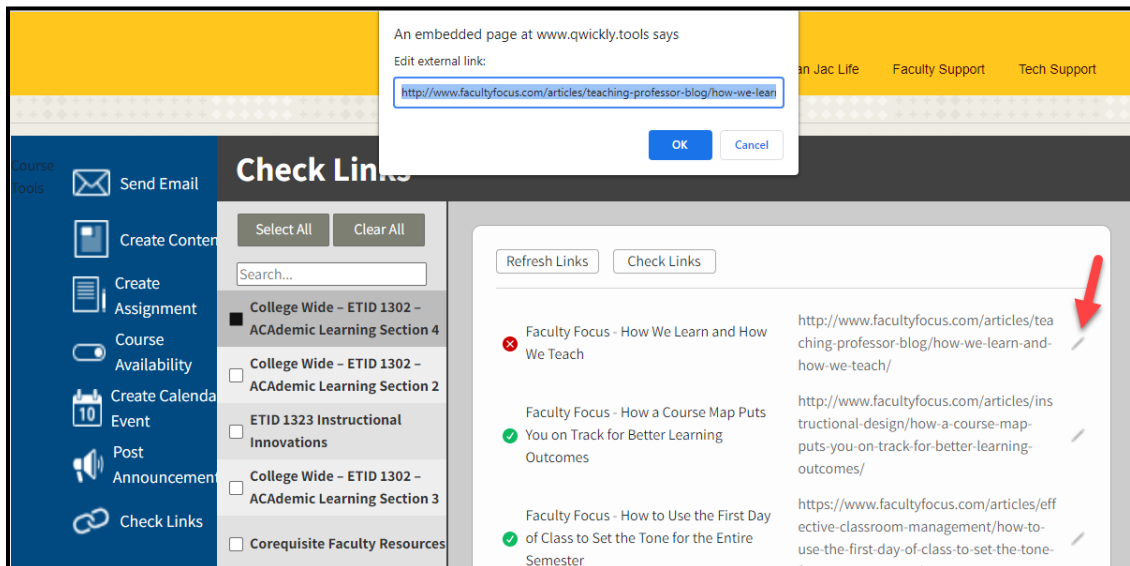 An embedded page at www.qwickly.tools says
Edit external link:
http://www.facultyfocus.com/articles/teaching-professor-blog/how-we-lear
OK
Cancel
an Jac Life
Faculty Support
Tech Support
Course
Tools
Send Email
Create Conten
Create
Assignment
Course
Availability
Create Calenda
10
Event
Post
Announcement
Check Links
Check Links
Select All
Clear All
Search...
College Wide – ETID 1302 –
ACAdemic Learning Section 4
College Wide – ETID 1302 –
ACAdemic Learning Section 2
ETID 1323 Instructional
Innovations
College Wide – ETID 1302 –
ACAdemic Learning Section 3
Corequisite Faculty Resources
Refresh Links
Check Links
Faculty Focus - How We Learn and How
We Teach
http://www.facultyfocus.com/articles/tea
ching-professor-blog/how-we-learn-and-
how-we-teach/
Faculty Focus - How a Course Map Puts
You on Track for Better Learning
Outcomes
http://www.facultyfocus.com/articles/ins
tructional-design/how-a-course-map-
puts-you-on-track-for-better-learning-
outcomes/
Faculty Focus - How to Use the First Day
of Class to Set the Tone for the Entire
Semester
https://www.facultyfocus.com/articles/eff
ective-classroom-management/how-to-
use-the-first-day-of-class-to-set-the-tone-